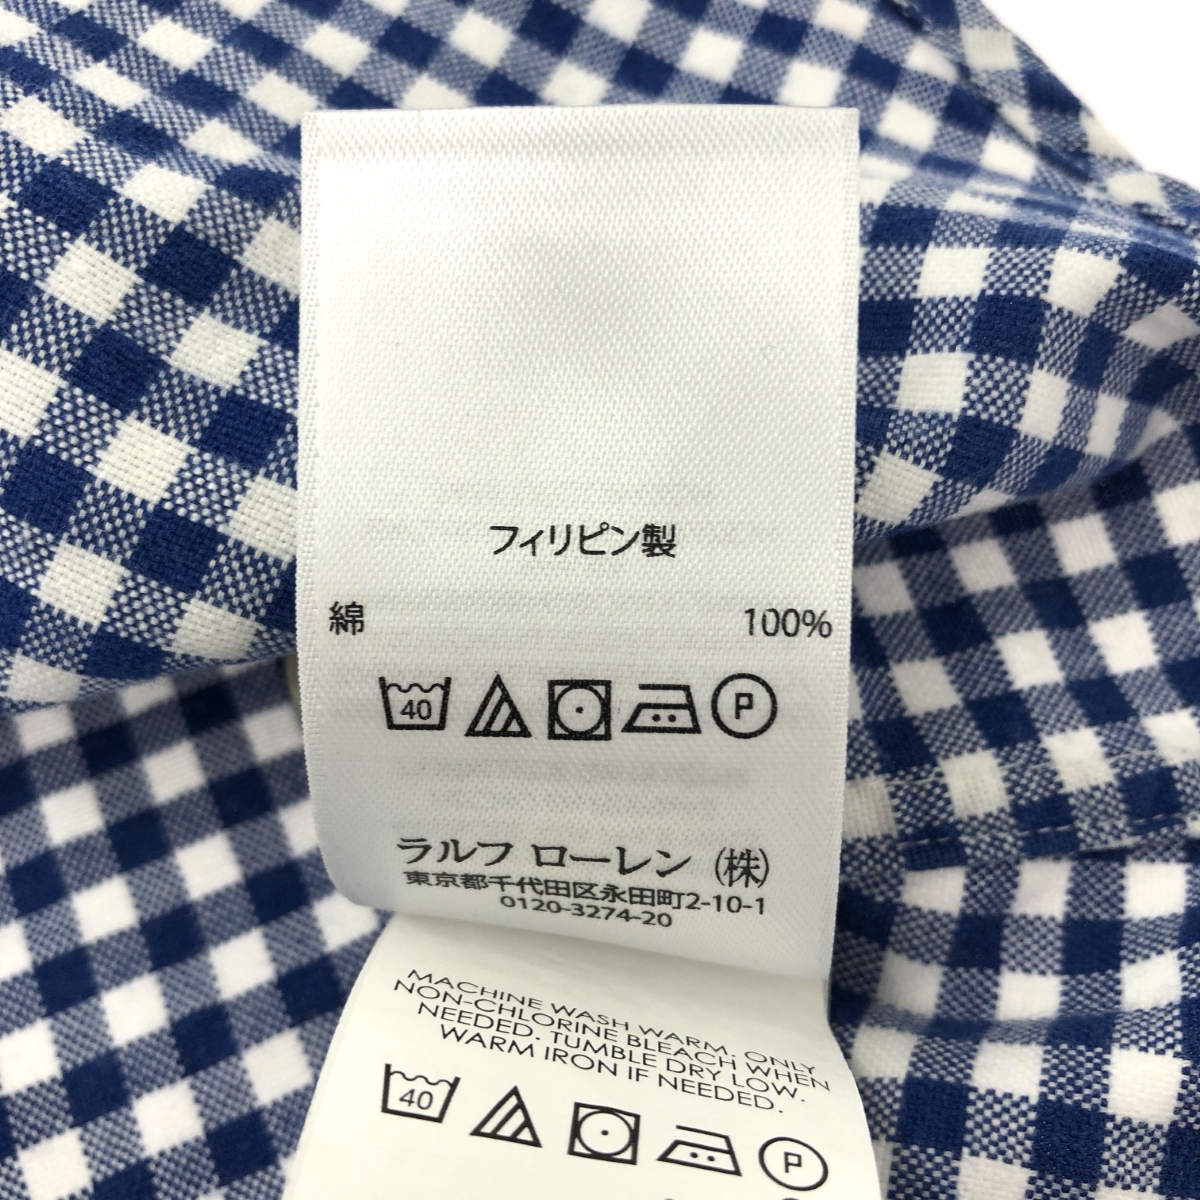 フィリピン製
綿 100%
40 P
ラルフ ローレン (株)
東京都千代田区永田町2-10-1
0120-3274-20
MACHINE WASH WARM. ONLY
NON-CHLORINE BLEACH WHEN
NEEDED. TUMBLE DRY LOW.
WARM IRON IF NEEDED.
40 P